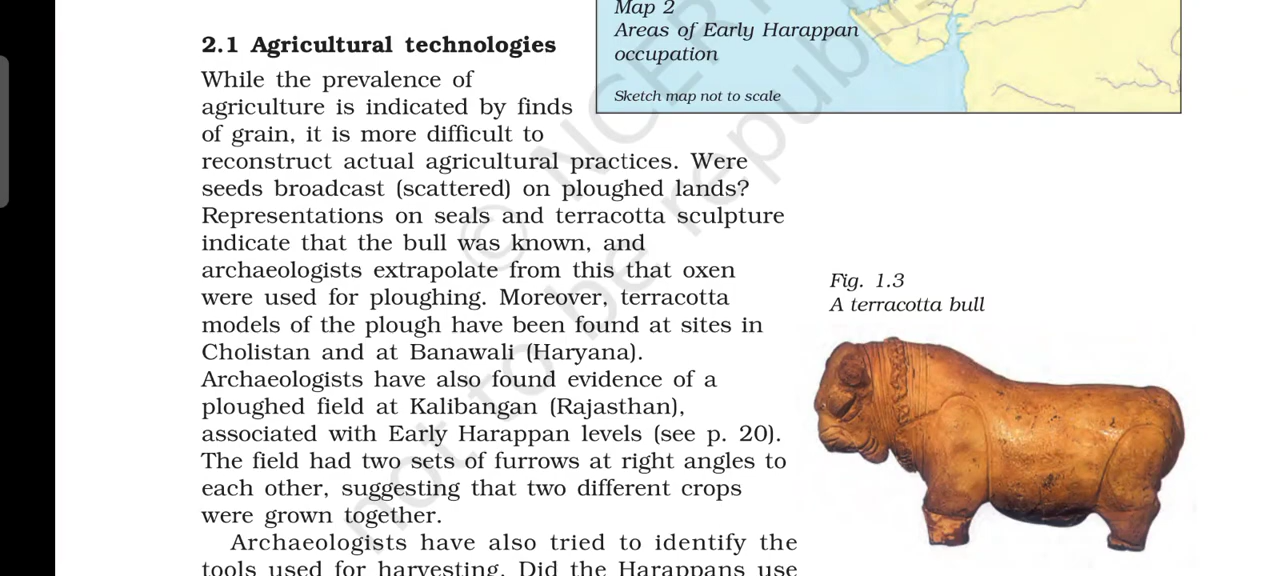 Map 2
Areas of Early Harappan
occupation
Sketch map not to scale
2.1 Agricultural technologies
While the prevalence of
agriculture is indicated by finds
of grain, it is more difficult to
reconstruct actual agricultural practices. Were
seeds broadcast (scattered) on ploughed lands?
Representations on seals and terracotta sculpture
indicate that the bull was known, and
archaeologists extrapolate from this that oxen
were used for ploughing. Moreover, terracotta
models of the plough have been found at sites in
Cholistan and at Banawali (Haryana).
Archaeologists have also found evidence of a
ploughed field at Kalibangan (Rajasthan),
associated with Early Harappan levels (see p. 20).
The field had two sets of furrows at right angles to
each other, suggesting that two different crops
were grown together.
Archaeologists have also tried to identify the
tools used for harvesting. Did the Harappans use
Fig. 1.3
A terracotta bull
© NCERT
not to be republis